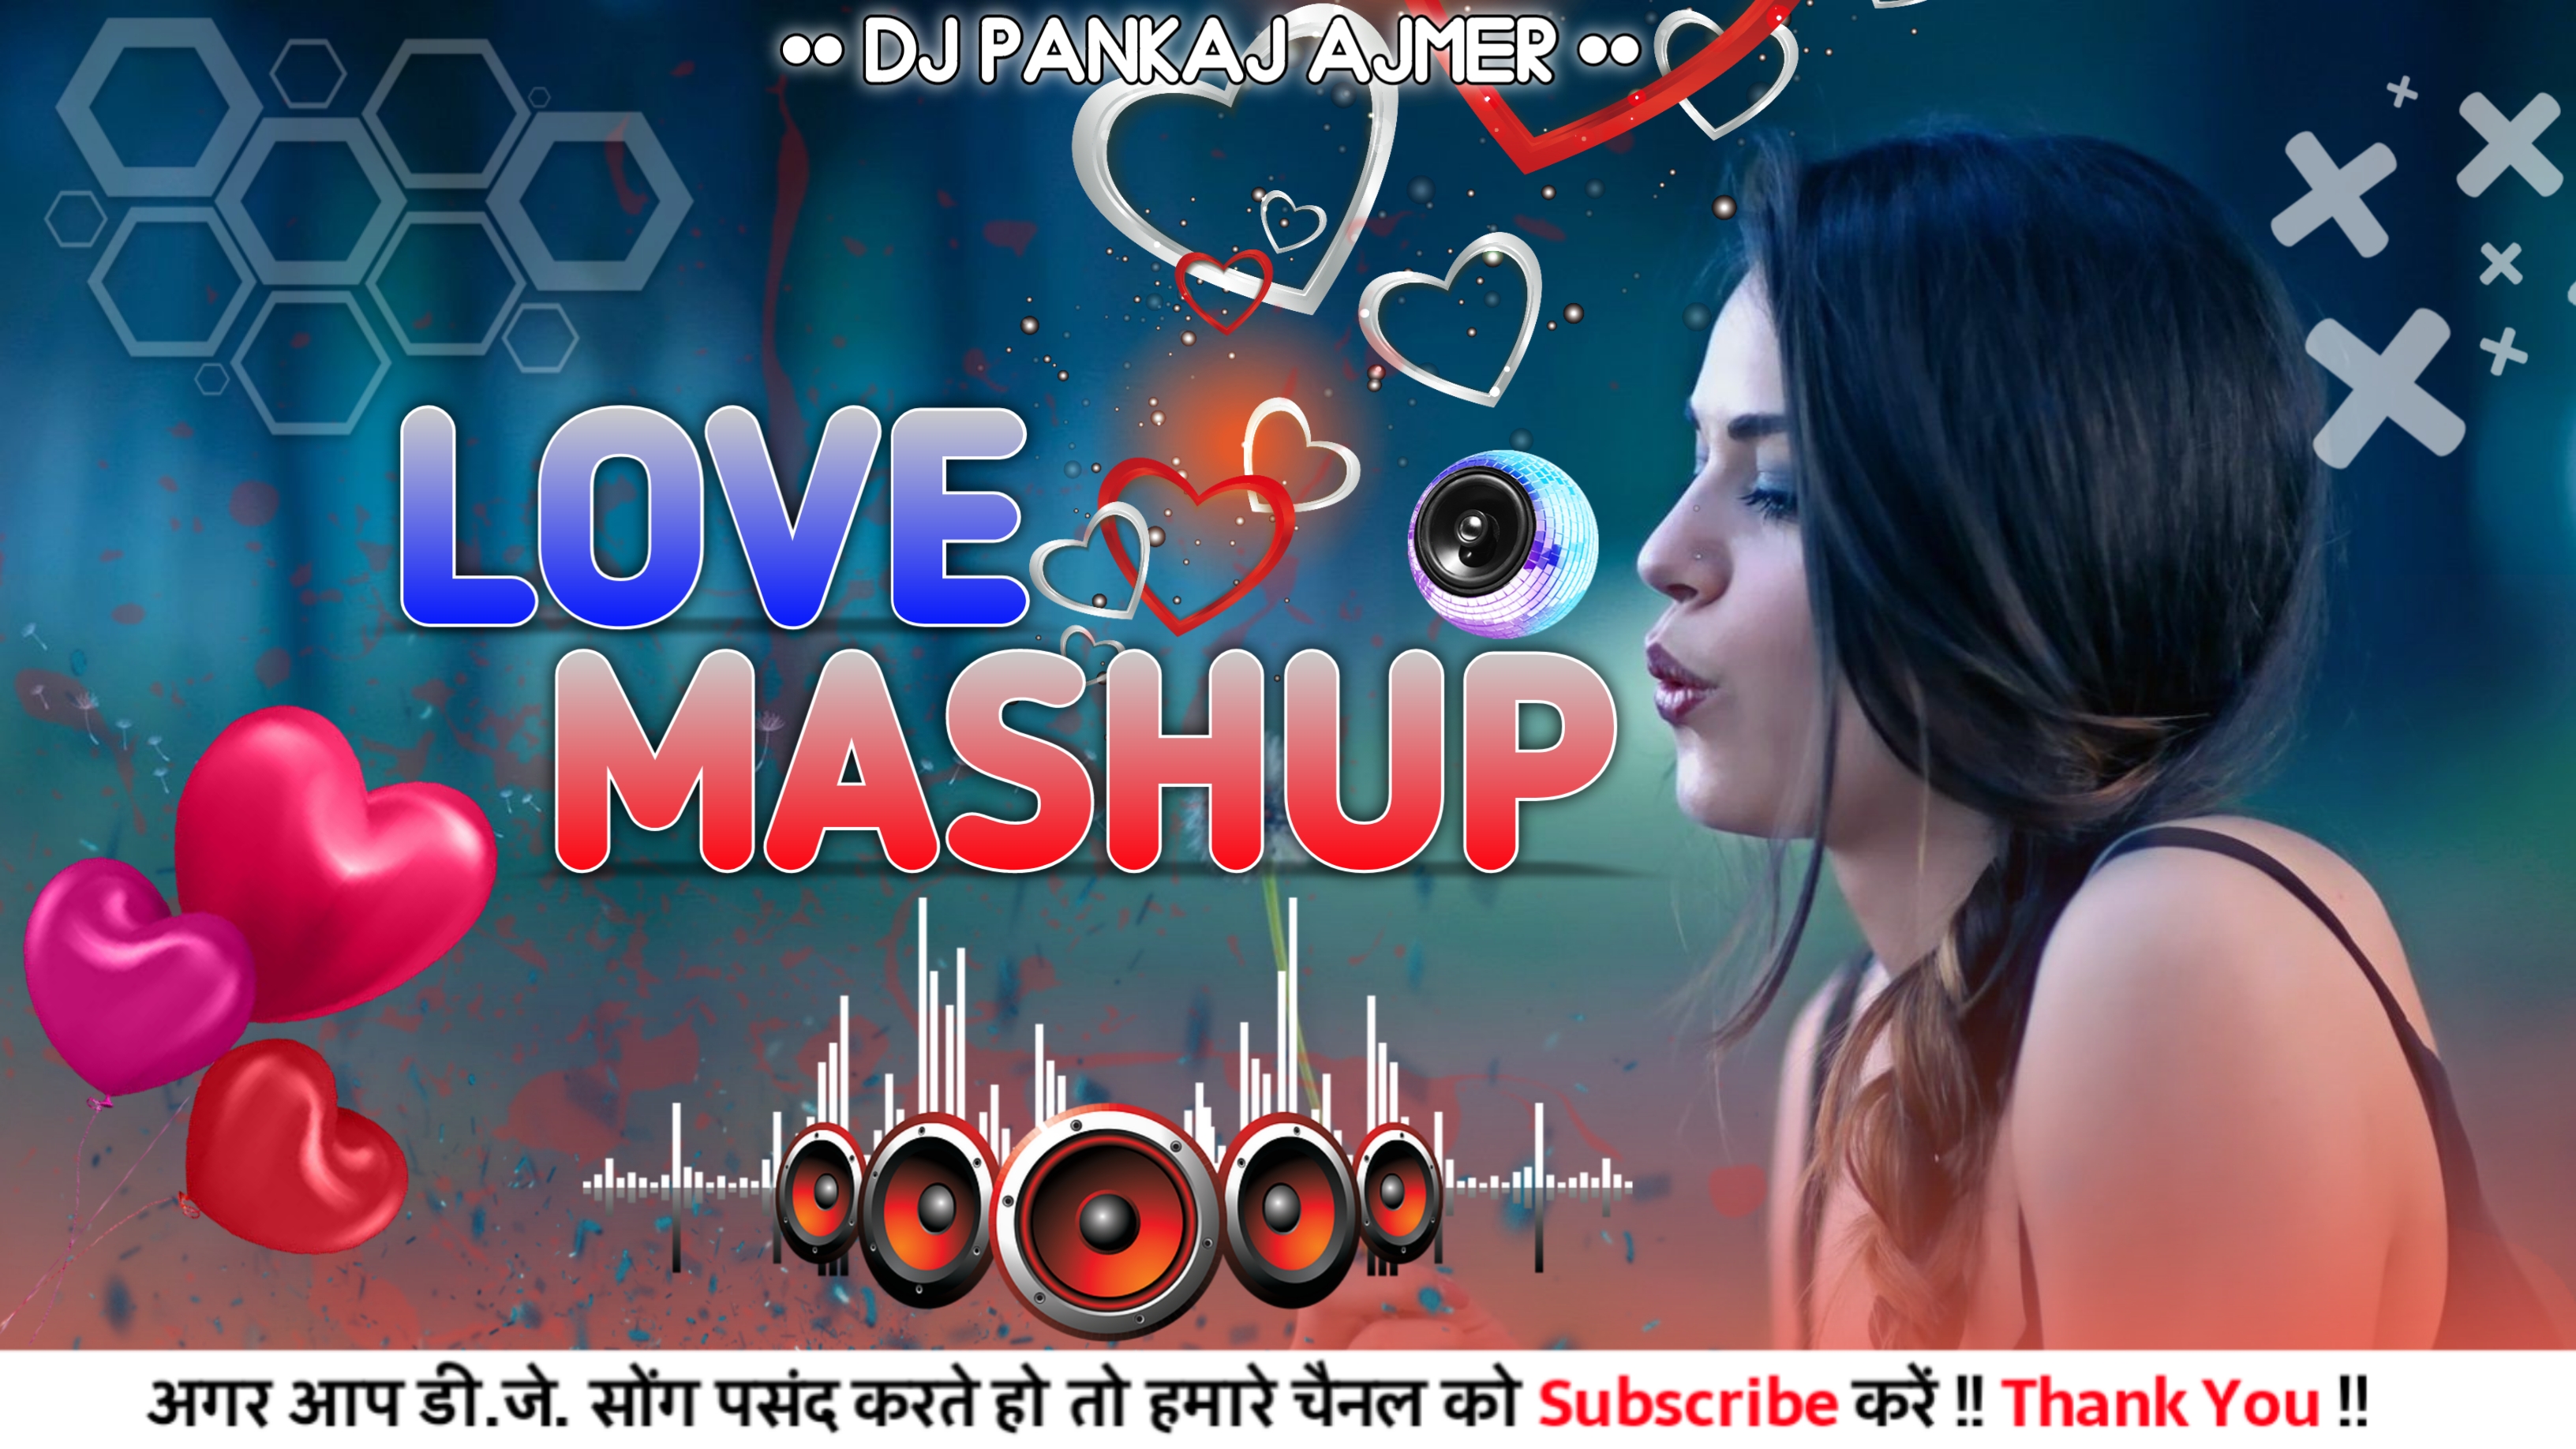 •• DJ PANKAJ AJMER ••
LOVE
MASHUP
अगर आप डी.जे. सोंग पसंद करते हो तो हमारे चैनल को Subscribe करें !! Thank You !!